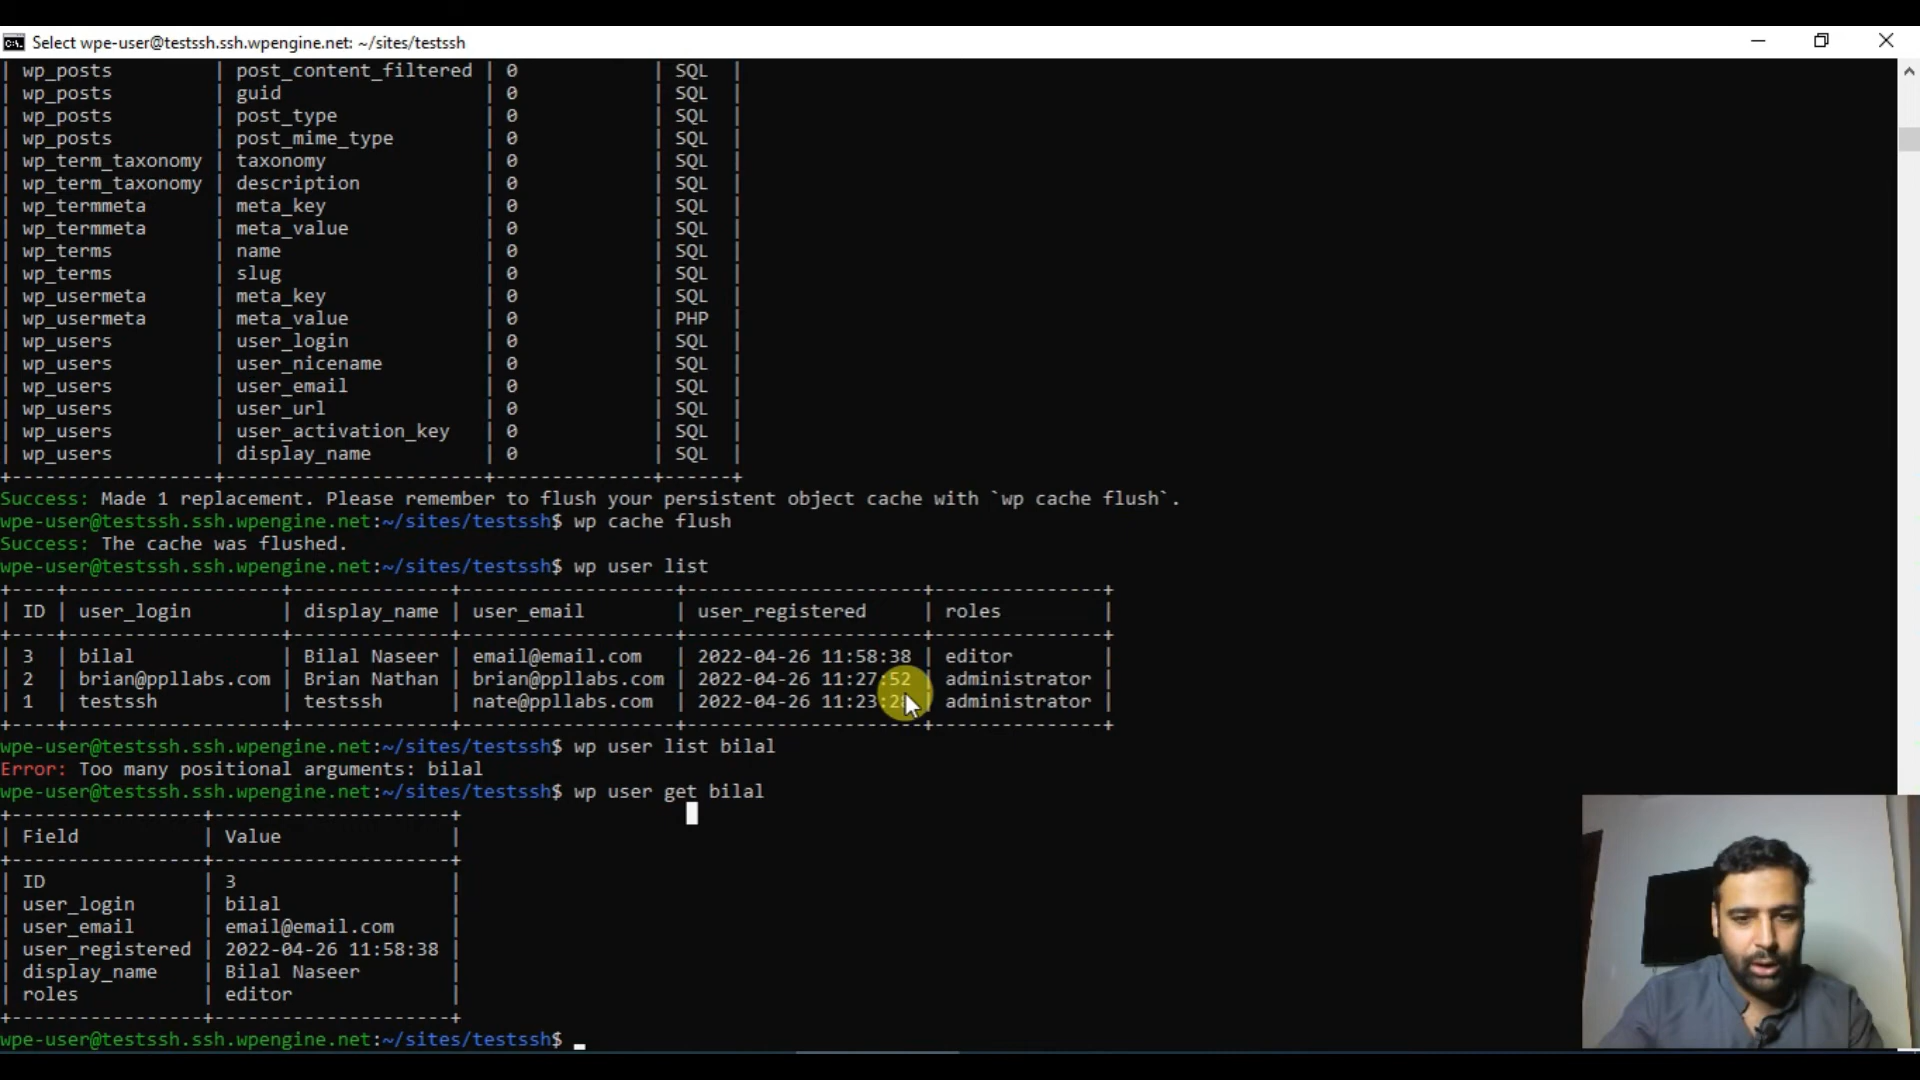 Select wpe-user@testssh.ssh.wpengine.net: ~/sites/testssh
| wp_posts | post_content_filtered | 0 | SQL |
| wp_posts | guid | 0 | SQL |
| wp_posts | post_type | 0 | SQL |
| wp_posts | post_mime_type | 0 | SQL |
| wp_term_taxonomy | taxonomy | 0 | SQL |
| wp_term_taxonomy | description | 0 | SQL |
| wp_termmeta | meta_key | 0 | SQL |
| wp_termmeta | meta_value | 0 | SQL |
| wp_terms | name | 0 | SQL |
| wp_terms | slug | 0 | SQL |
| wp_usermeta | meta_key | 0 | SQL |
| wp_usermeta | meta_value | 0 | PHP |
| wp_users | user_login | 0 | SQL |
| wp_users | user_nicename | 0 | SQL |
| wp_users | user_email | 0 | SQL |
| wp_users | user_url | 0 | SQL |
| wp_users | user_activation_key | 0 | SQL |
| wp_users | display_name | 0 | SQL |
Success: Made 1 replacement. Please remember to flush your persistent object cache with `wp cache flush`.
wpe-user@testssh.ssh.wpengine.net:~/sites/testssh$ wp cache flush
Success: The cache was flushed.
wpe-user@testssh.ssh.wpengine.net:~/sites/testssh$ wp user list
| ID | user_login | display_name | user_email | user_registered | roles |
| 3 | bilal | Bilal Naseer | email@email.com | 2022-04-26 11:58:38 | editor |
| 2 | brian@ppllabs.com | Brian Nathan | brian@ppllabs.com | 2022-04-26 11:27:52 | administrator |
| 1 | testssh | testssh | nate@ppllabs.com | 2022-04-26 | administrator |
wpe-user@testssh.ssh.wpengine.net:~/sites/testssh$ wp user list bilal
Error: Too many positional arguments: bilal
wpe-user@testssh.ssh.wpengine.net:~/sites/testssh$ wp user get bilal
| Field | Value |
| ID | 3 |
| user_login | bilal |
| user_email | email@email.com |
| user_registered | 2022-04-26 11:58:38 |
| display_name | Bilal Naseer |
| roles | editor |
wpe-user@testssh.ssh.wpengine.net:~/sites/testssh$